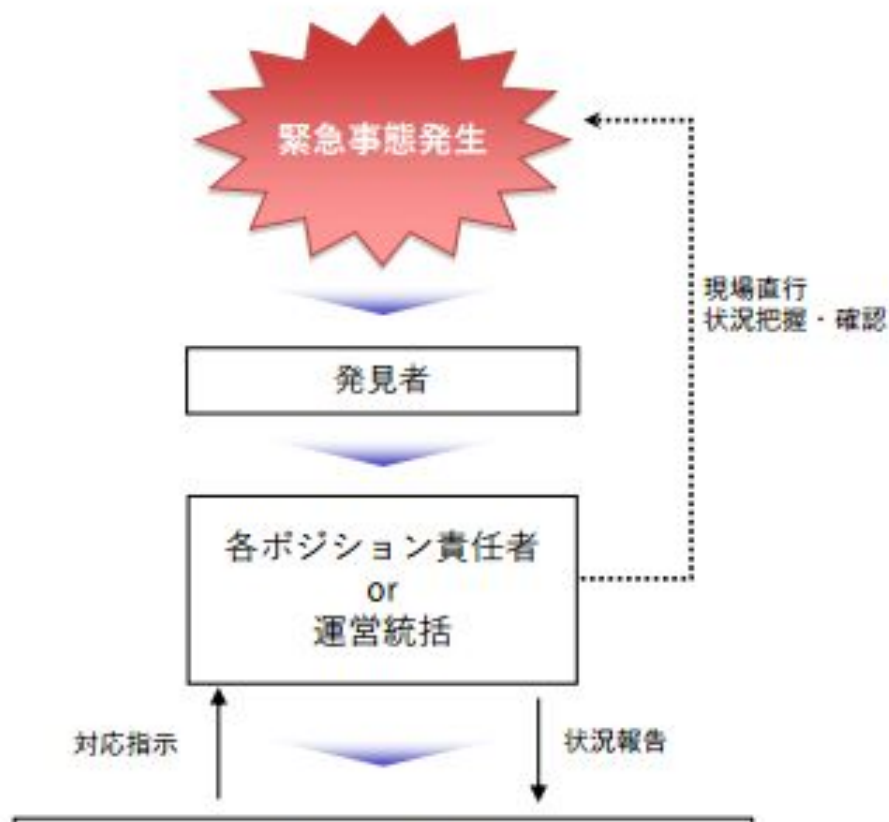 緊急事態発生
現場直行
状況把握・確認
発見者
各ポジション責任者
or
運営統括
対応指示
状況報告